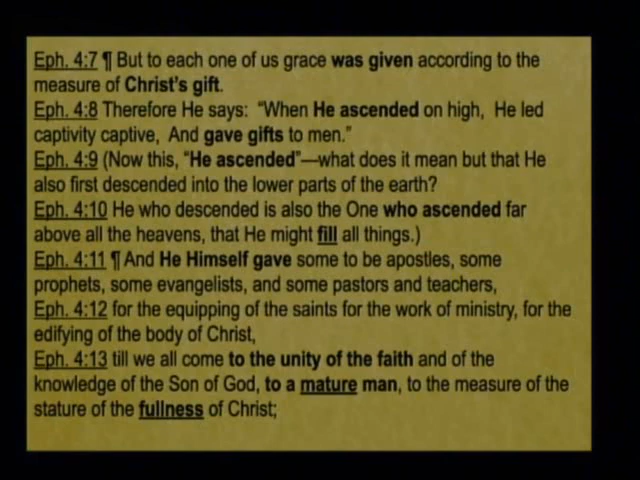 Eph. 4:7 ¶ But to each one of us grace was given according to the
measure of Christ's gift.
Eph. 4:8 Therefore He says:  “When He ascended on high,  He led
captivity captive,  And gave gifts to men.”
Eph. 4:9 (Now this, “He ascended”—what does it mean but that He
also first descended into the lower parts of the earth?
Eph. 4:10 He who descended is also the One who ascended far
above all the heavens, that He might fill all things.)
Eph. 4:11 ¶ And He Himself gave some to be apostles, some
prophets, some evangelists, and some pastors and teachers,
Eph. 4:12 for the equipping of the saints for the work of ministry, for the
edifying of the body of Christ,
Eph. 4:13 till we all come to the unity of the faith and of the
knowledge of the Son of God, to a mature man, to the measure of the
stature of the fullness of Christ;